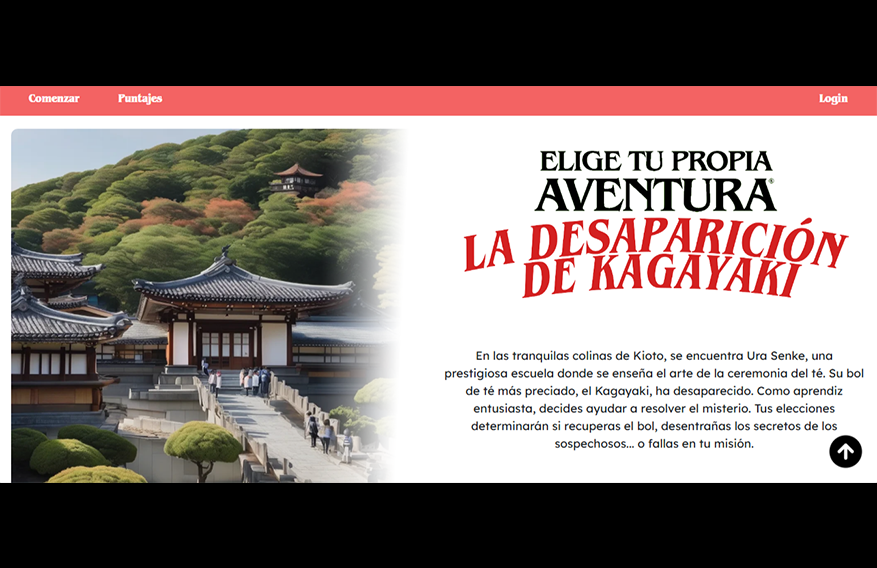 Comenzar Puntajes Login
ELIGE TU PROPIA
AVENTURA®
LA DESAPARICIÓN
DE KAGAYAKI
En las tranquilas colinas de Kioto, se encuentra Ura Senke, una
prestigiosa escuela donde se enseña el arte de la ceremonia del té. Su bol
de té más preciado, el Kagayaki, ha desaparecido. Como aprendiz
entusiasta, decides ayudar a resolver el misterio. Tus elecciones
determinarán si recuperas el bol, desentrañas los secretos de los
sospechosos... o fallas en tu misión.